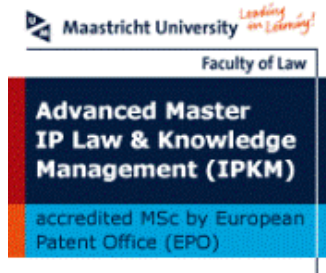 Maastricht University Leading in Learning!
Faculty of Law
Advanced Master
IP Law & Knowledge
Management (IPKM)
accredited MSc by European
Patent Office (EPO)